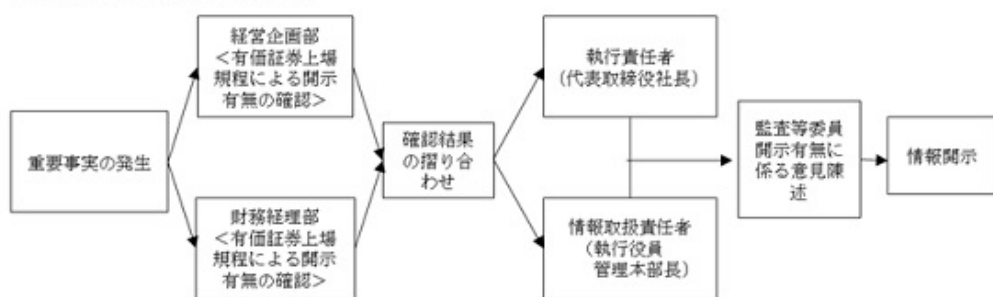 重要事実の発生
経営企画部
<有価証券上場
規程による開示
有無の確認>
財務経理部
<有価証券上場
規程による開示
有無の確認>
確認結果
の摺り合
わせ
執行責任者
(代表取締役社長)
情報取扱責任者
(執行役員
管理本部長)
監査等委員
開示有無に
係る意見陳
述
情報開示